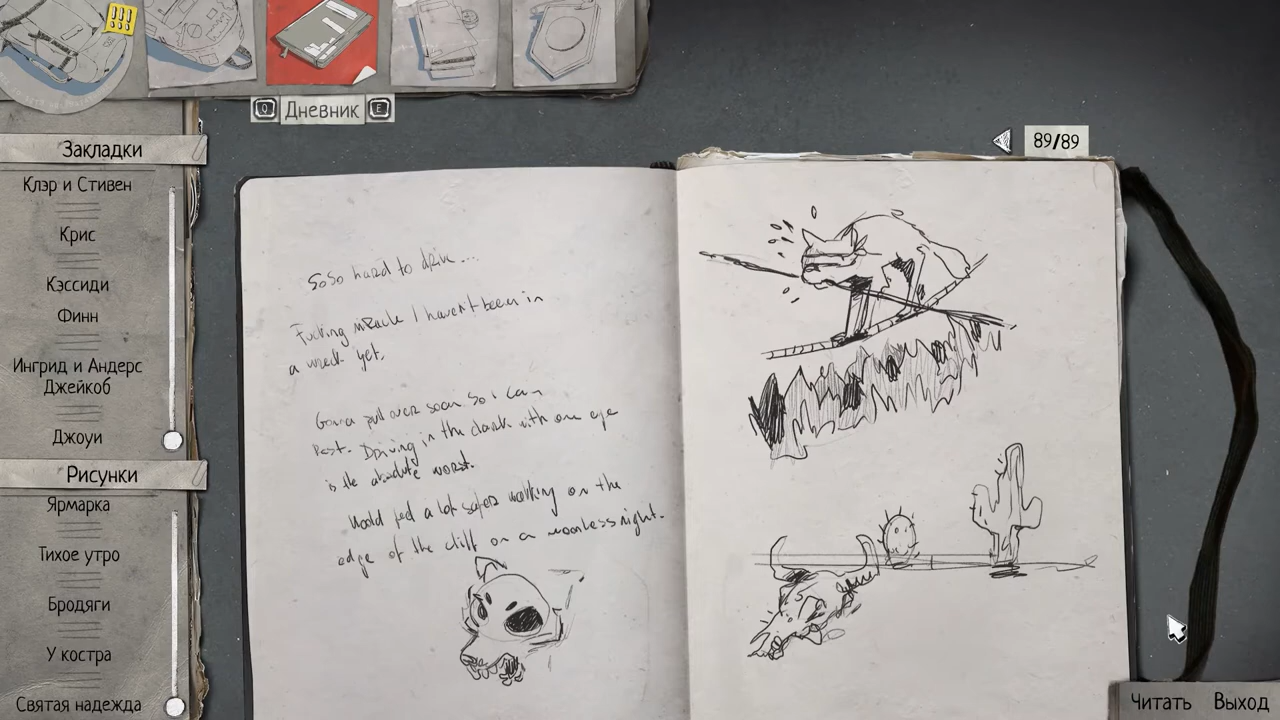 Q Дневник E
89/89
Закладки
Клэр и Стивен
Крис
Кэссиди
Финн
Ингрид и Андерс
Джейкоб
Джоуи
Рисунки
Ярмарка
Тихое утро
Бродяги
У костра
Святая надежда
So so hard to drive...
Fucking miracle I haven't been in
a wreck yet.
Gonna pull over soon so I can
rest. Driving in the dark with one eye
is the absolute worst.
Would feel a lot safer walking on the
edge of the cliff on a moonless night.
Читать Выход